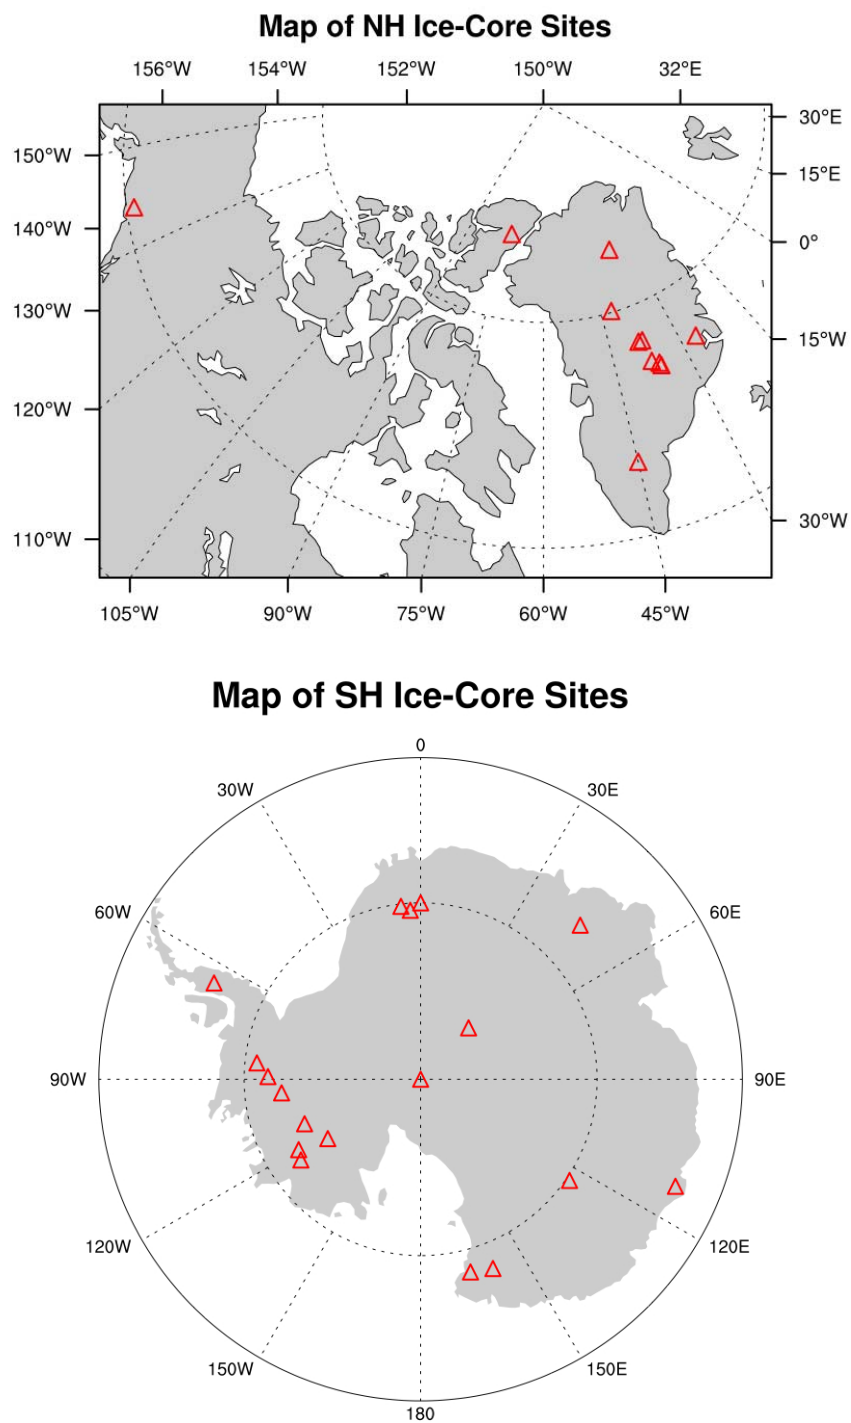 Map of NH Ice-Core Sites
156°W 154°W 152°W 150°W 32°E
30°E
150°W
15°E
140°W
0°
130°W
15°W
120°W
30°W
110°W
105°W 90°W 75°W 60°W 45°W
Map of SH Ice-Core Sites
0
30W 30E
60W 60E
90W 90E
120W 120E
150W 150E
180